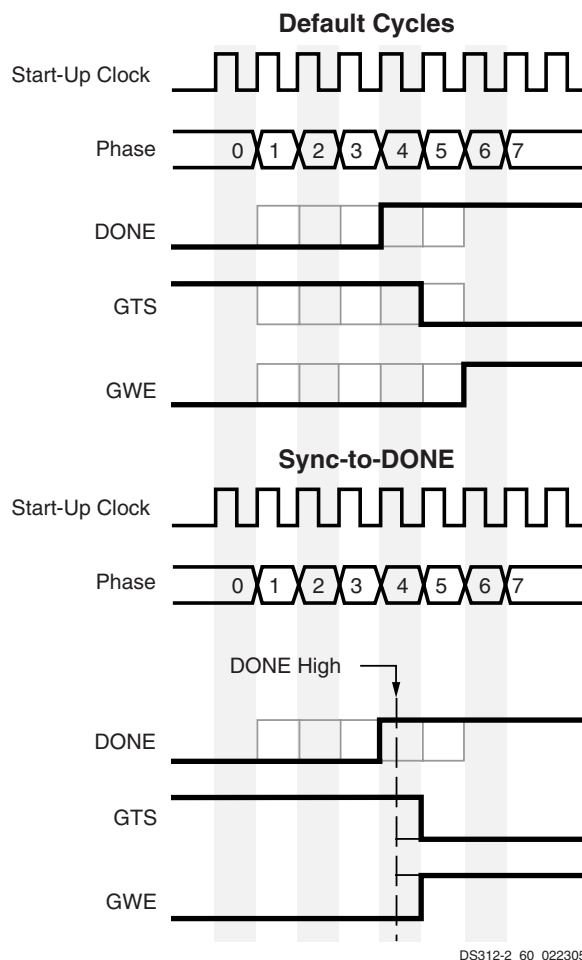 Default Cycles
Start-Up Clock
Phase
0 1 2 3 4 5 6 7
DONE
GTS
GWE
Sync-to-DONE
Start-Up Clock
Phase
0 1 2 3 4 5 6 7
DONE High
DONE
GTS
GWE
DS312-2_60_022305